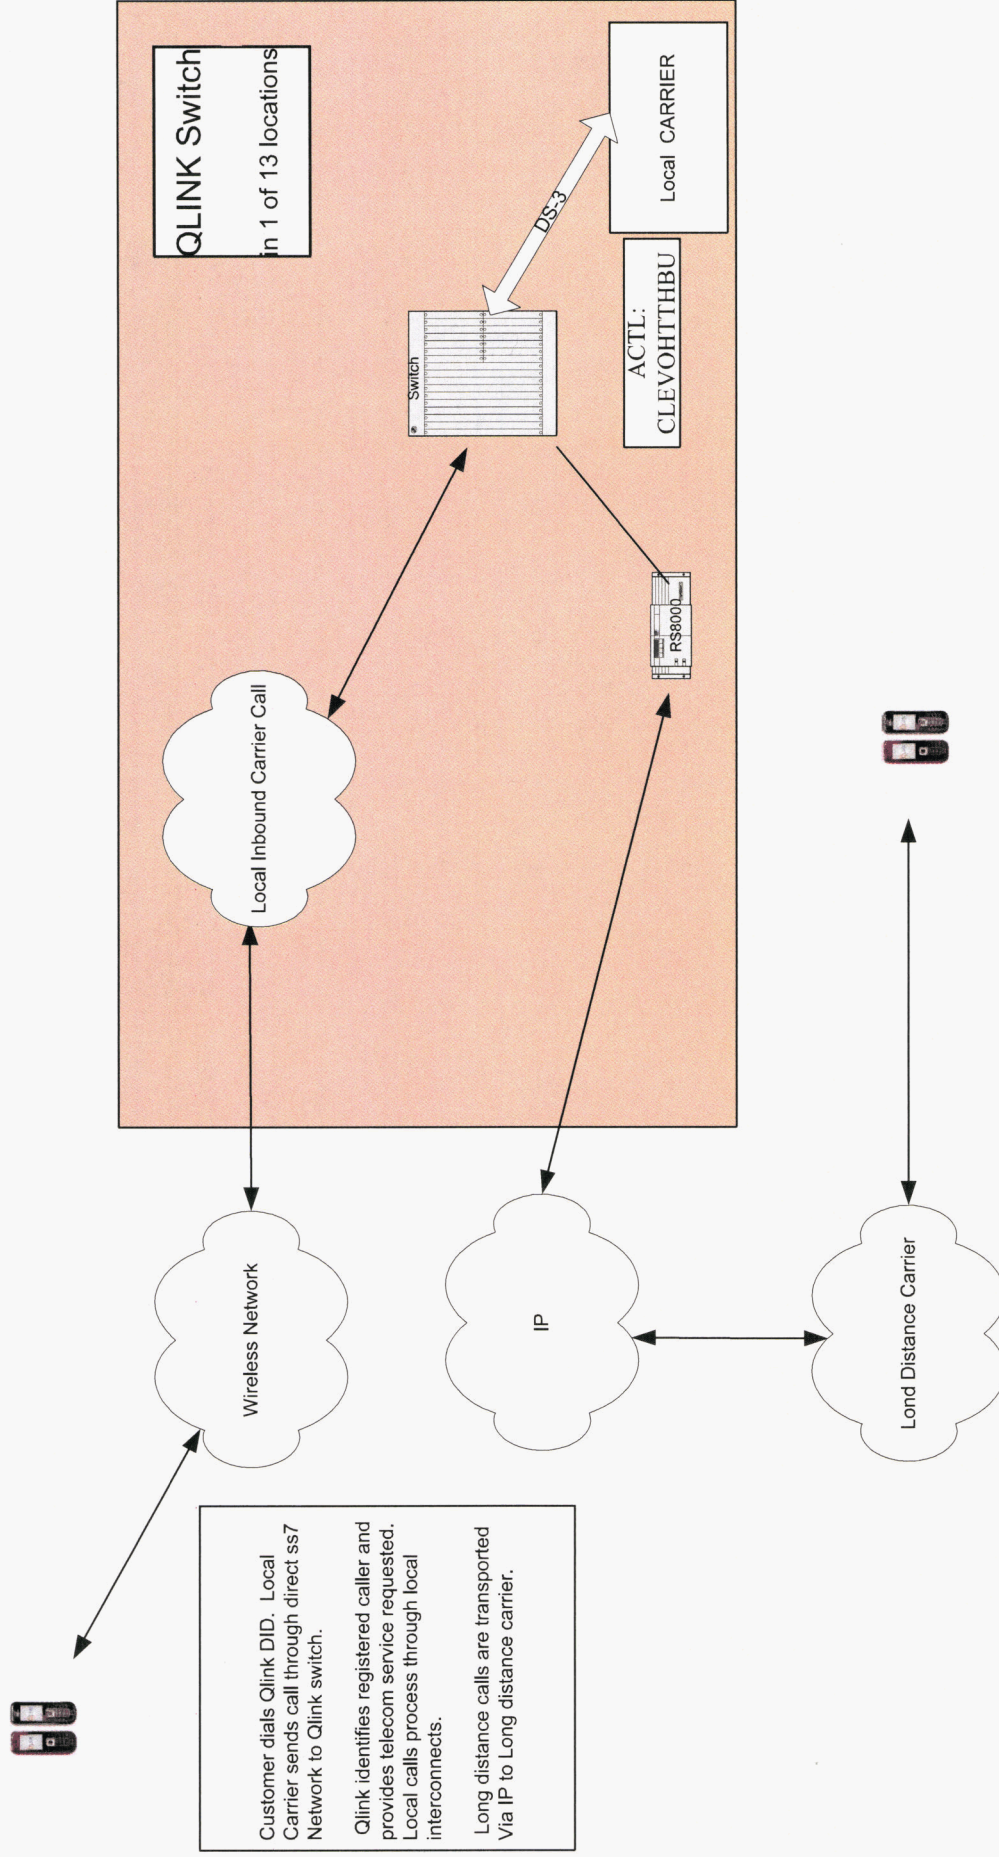 QLINK Switch
in 1 of 13 locations
Local Inbound Carrier Call
Switch
DS-3
Local CARRIER
ACTL:
CLEVOHTTHBU
RS8000
Wireless Network
IP
Lond Distance Carrier
Customer dials Qlink DID. Local
Carrier sends call through direct ss7
Network to Qlink switch.
Qlink identifies registered caller and
provides telecom service requested.
Local calls process through local
interconnects.
Long distance calls are transported
Via IP to Long distance carrier.